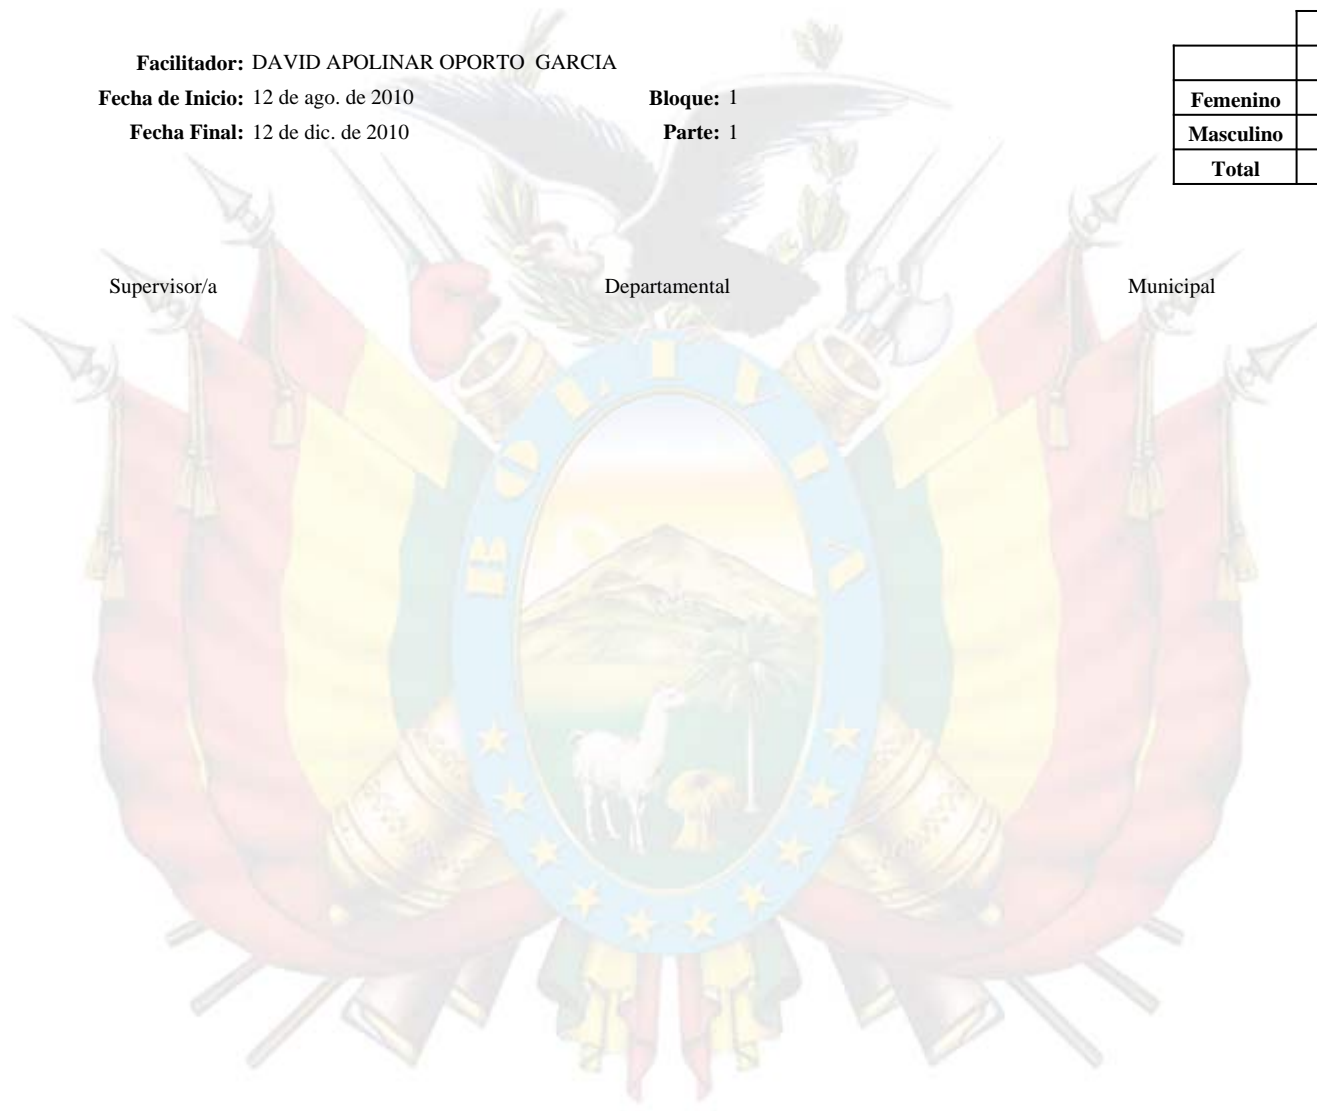 Facilitador: DAVID APOLINAR OPORTO GARCIA
Fecha de Inicio: 12 de ago. de 2010 Bloque: 1
Fecha Final: 12 de dic. de 2010 Parte: 1
Femenino
Masculino
Total
Supervisor/a Departamental Municipal
BOLIVIA